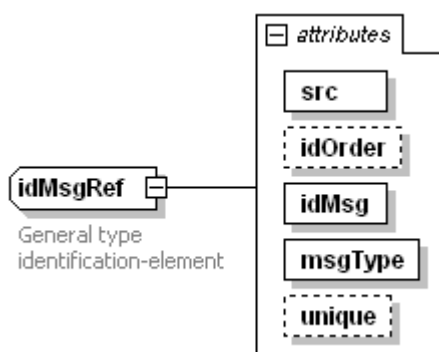 attributes
src
idOrder
idMsgRef
idMsg
msgType
General type
identification-element
unique